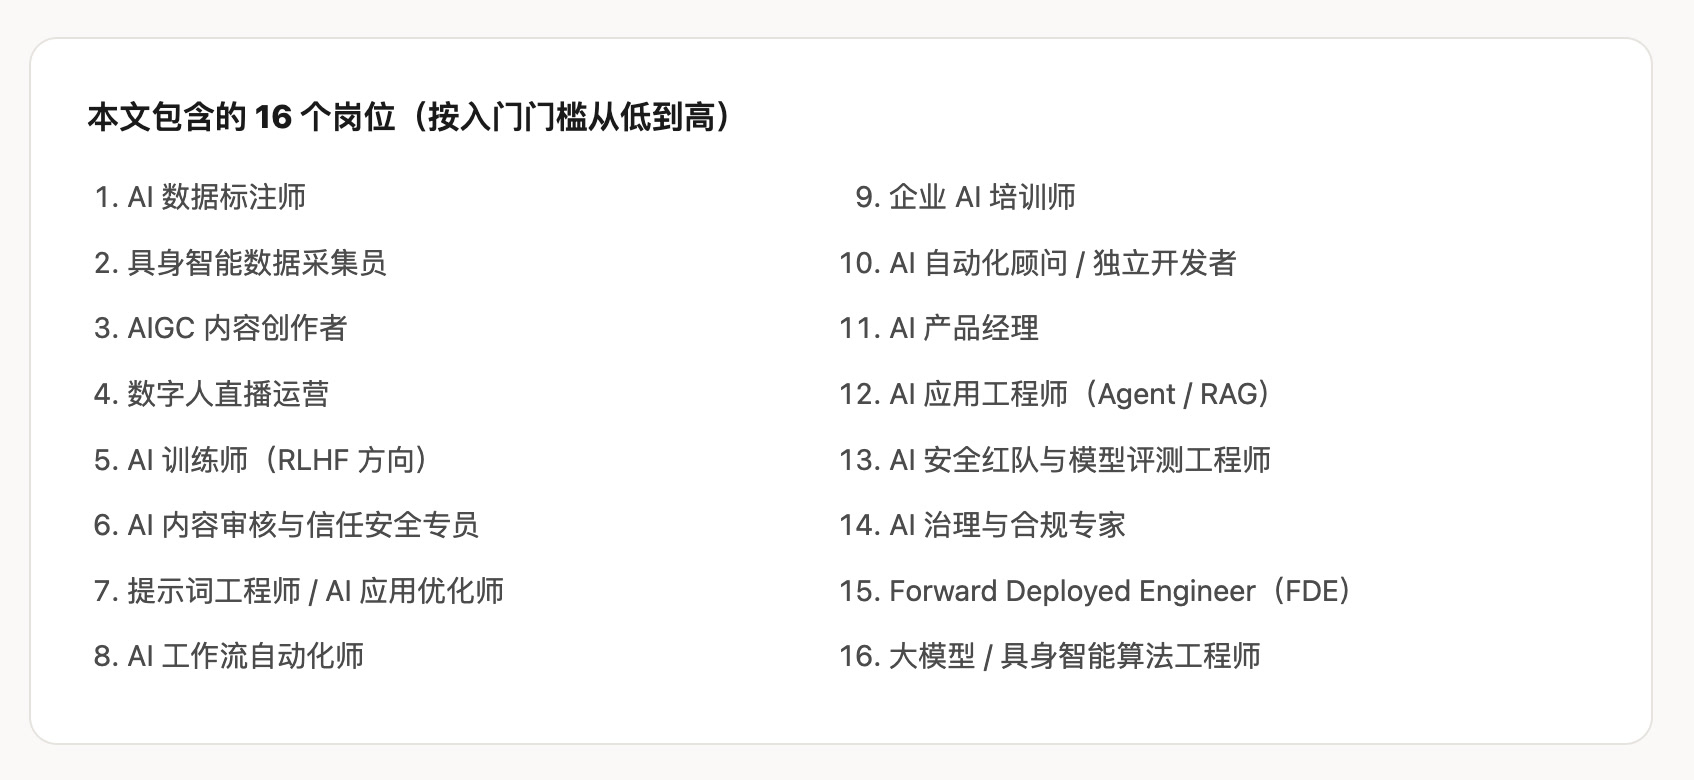 本文包含的 16 个岗位（按入门门槛从低到高）
1. AI 数据标注师
2. 具身智能数据采集员
3. AIGC 内容创作者
4. 数字人直播运营
5. AI 训练师（RLHF 方向）
6. AI 内容审核与信任安全专员
7. 提示词工程师 / AI 应用优化师
8. AI 工作流自动化师
9. 企业 AI 培训师
10. AI 自动化顾问 / 独立开发者
11. AI 产品经理
12. AI 应用工程师（Agent / RAG）
13. AI 安全红队与模型评测工程师
14. AI 治理与合规专家
15. Forward Deployed Engineer（FDE）
16. 大模型 / 具身智能算法工程师